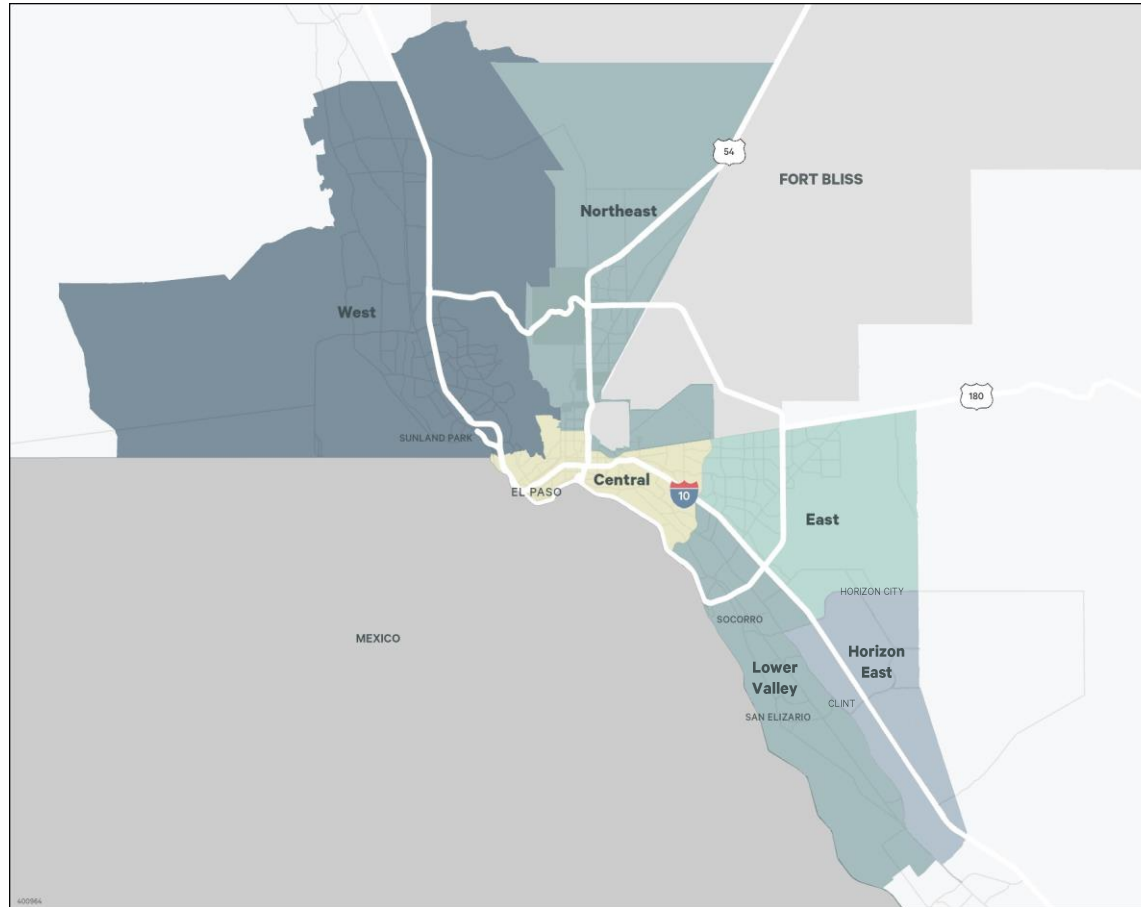 54
FORT BLISS
Northeast
West
180
SUNLAND PARK
EL PASO
Central
10
East
HORIZON CITY
SOCORRO
MEXICO
Horizon
East
Lower
Valley
CLINT
SAN ELIZARIO
400964